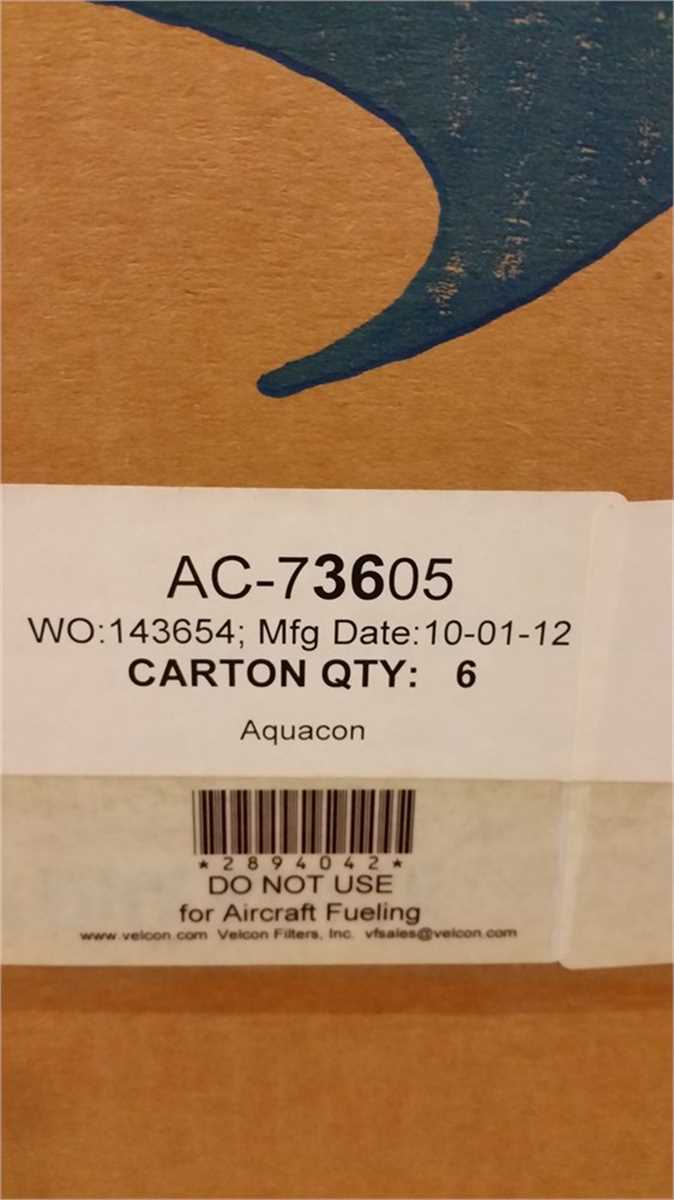 AC-73605
WO:143654; Mfg Date:10-01-12
CARTON QTY: 6
Aquacon
*2894042*
DO NOT USE
for Aircraft Fueling
www.velcon.com Velcon Filters, Inc. vfsales@velcon.com